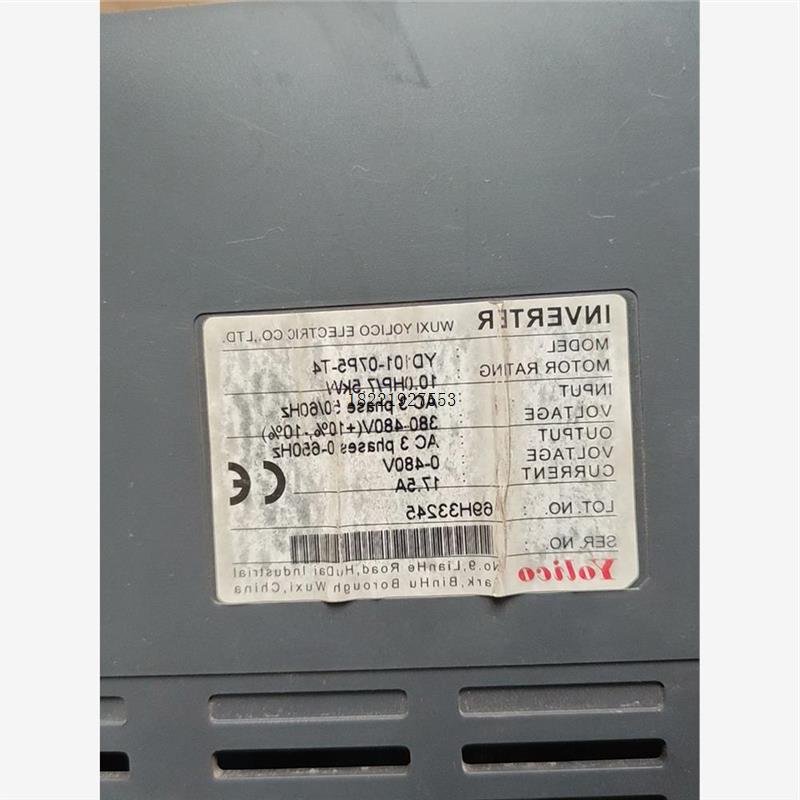 INVERTER WUXI YOLICO ELECTRIC CO.,LTD.
MODEL : YD101-07P5-T4
MOTOR RATING : 10.0HP/7.5kW
INPUT : AC 3 phase 50/60Hz
VOLTAGE : 380-480V(+10%,-10%)
OUTPUT : AC 3 phases 0-650Hz
VOLTAGE : 0-480V
CURRENT : 17.5A
CE
LOT. NO. : 69H33245
SER. NO. :
Yolico
No.9,LianHe Road,HuDai Industrial
Park,BinHu Borough Wuxi,China
18221927553